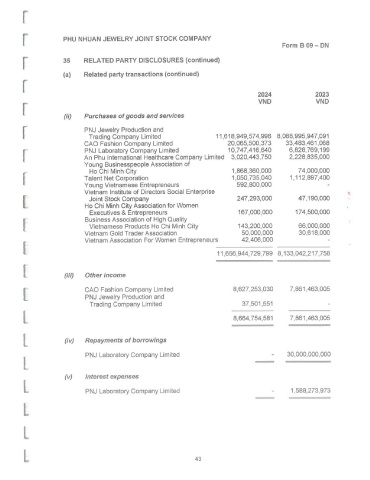 PHU NHUAN JEWELRY JOINT STOCK COMPANY
Form B 09 – DN
35 RELATED PARTY DISCLOSURES (continued)
(a) Related party transactions (continued)
2024 2023
VND VND
(ii) Purchases of goods and services
PNJ Jewelry Production and
Trading Company Limited 11,618,949,574,996 8,088,995,947,091
CAO Fashion Company Limited 20,065,500,373 33,483,461,068
PNJ Laboratory Company Limited 10,747,416,640 6,828,769,199
An Phu International Healthcare Company Limited 3,020,443,750 2,228,835,000
Young Businesspeople Association of
Ho Chi Minh City 1,868,360,000 74,000,000
Talent Net Corporation 1,050,735,040 1,112,897,400
Young Vietnamese Entrepreneurs 592,800,000 -
Vietnam Institute of Directors Social Enterprise
Joint Stock Company 247,293,000 47,190,000
Ho Chi Minh City Association for Women
Executives & Entrepreneurs 167,000,000 174,500,000
Business Association of High Quality
Vietnamese Products Ho Chi Minh City 143,200,000 66,000,000
Vietnam Gold Trader Association 50,000,000 30,618,000
Vietnam Association For Women Entrepreneurs 42,406,000 -
11,656,944,729,799 8,133,042,217,758
(iii) Other income
CAO Fashion Company Limited 8,627,253,030 7,861,463,005
PNJ Jewelry Production and
Trading Company Limited 37,501,551 -
8,664,754,581 7,861,463,005
(iv) Repayments of borrowings
PNJ Laboratory Company Limited - 30,000,000,000
(v) Interest expenses
PNJ Laboratory Company Limited - 1,588,273,973
43